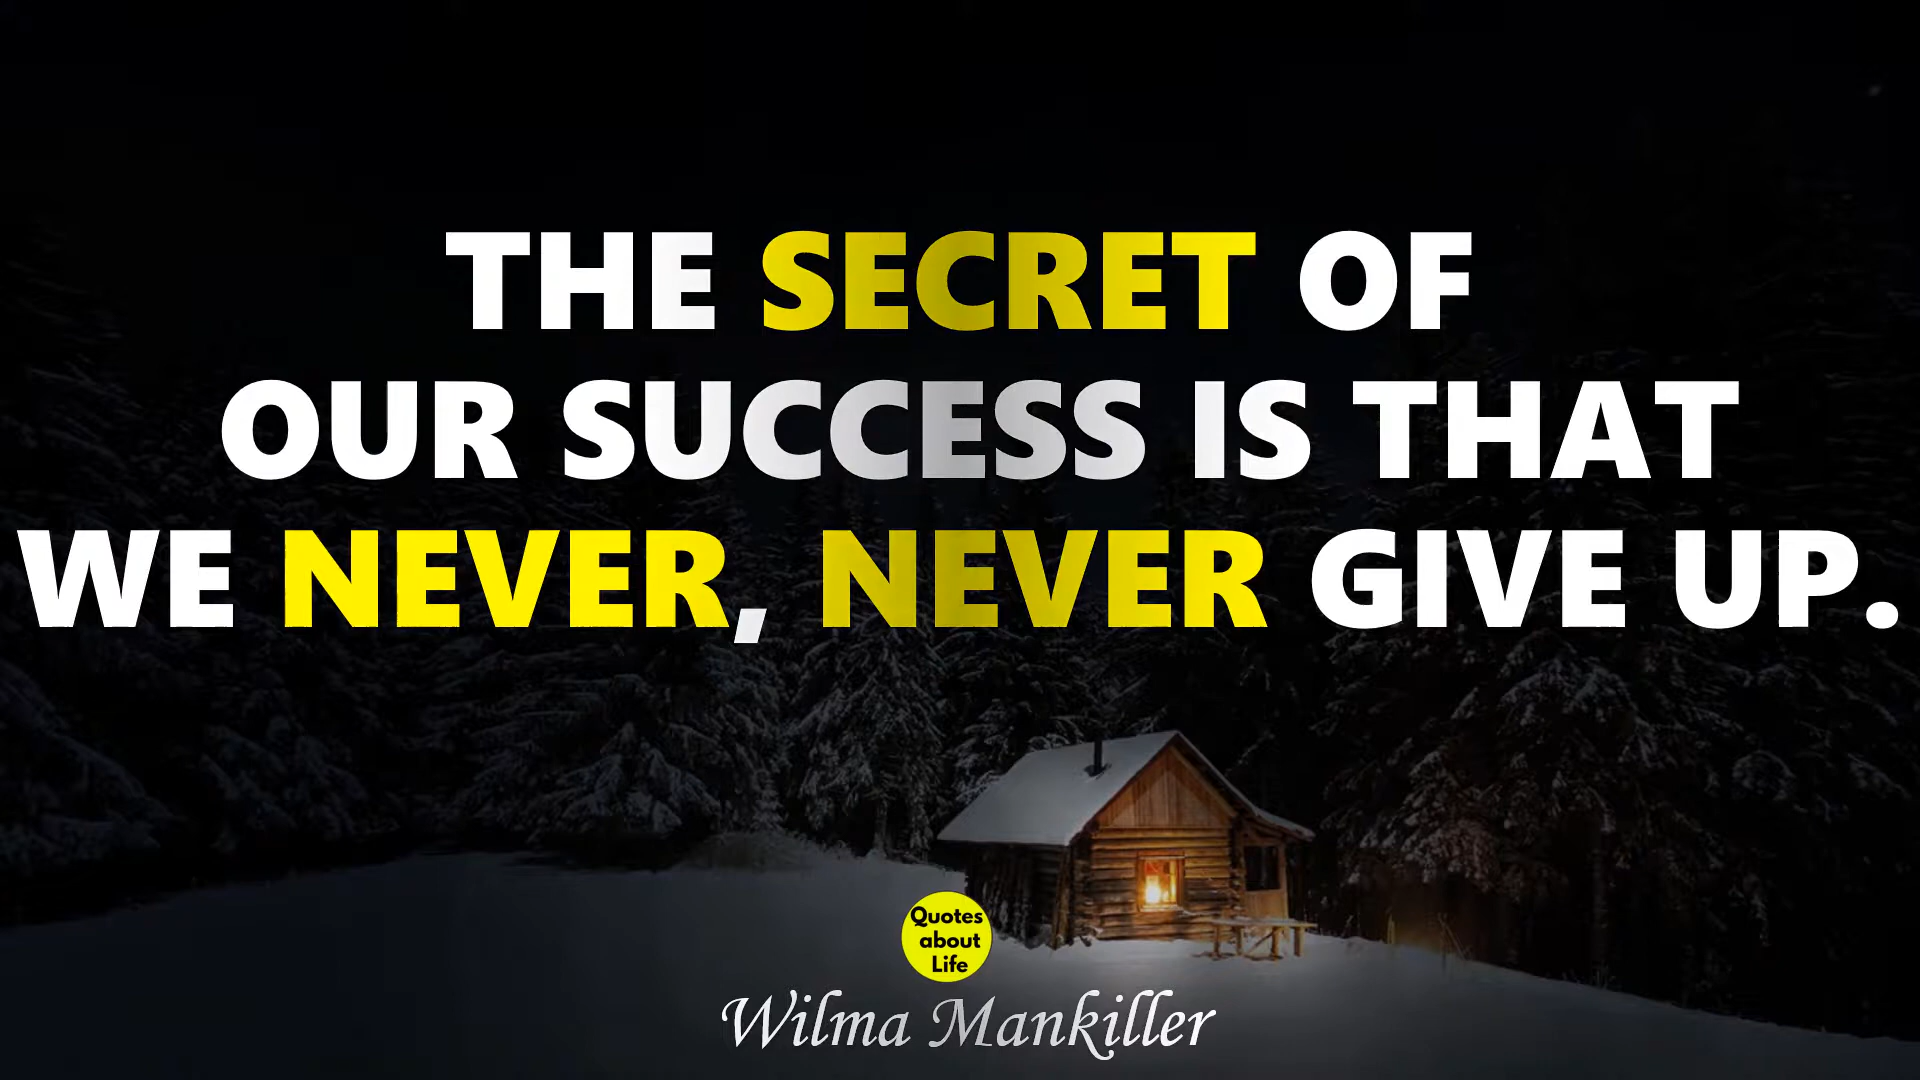 THE SECRET OF
OUR SUCCESS IS THAT
WE NEVER, NEVER GIVE UP.
Quotes
about
Life
Wilma Mankiller